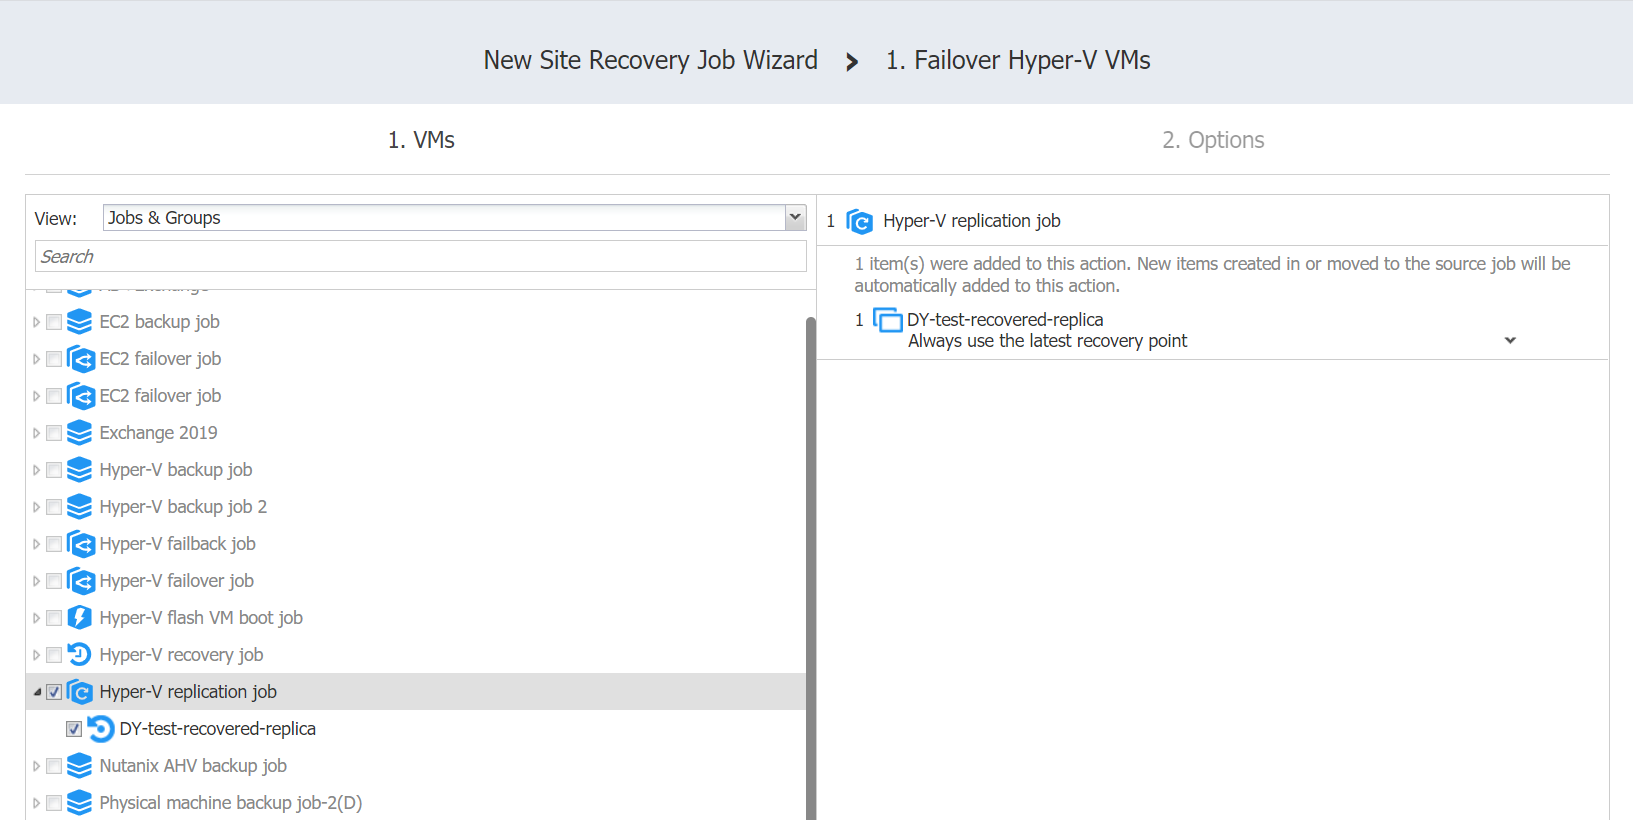 New Site Recovery Job Wizard > 1. Failover Hyper-V VMs
1. VMs
2. Options
View: Jobs & Groups
Search
EC2 backup job
EC2 failover job
EC2 failover job
Exchange 2019
Hyper-V backup job
Hyper-V backup job 2
Hyper-V failback job
Hyper-V failover job
Hyper-V flash VM boot job
Hyper-V recovery job
Hyper-V replication job
DY-test-recovered-replica
Nutanix AHV backup job
Physical machine backup job-2(D)
1 Hyper-V replication job
1 item(s) were added to this action. New items created in or moved to the source job will be
automatically added to this action.
1 DY-test-recovered-replica
Always use the latest recovery point